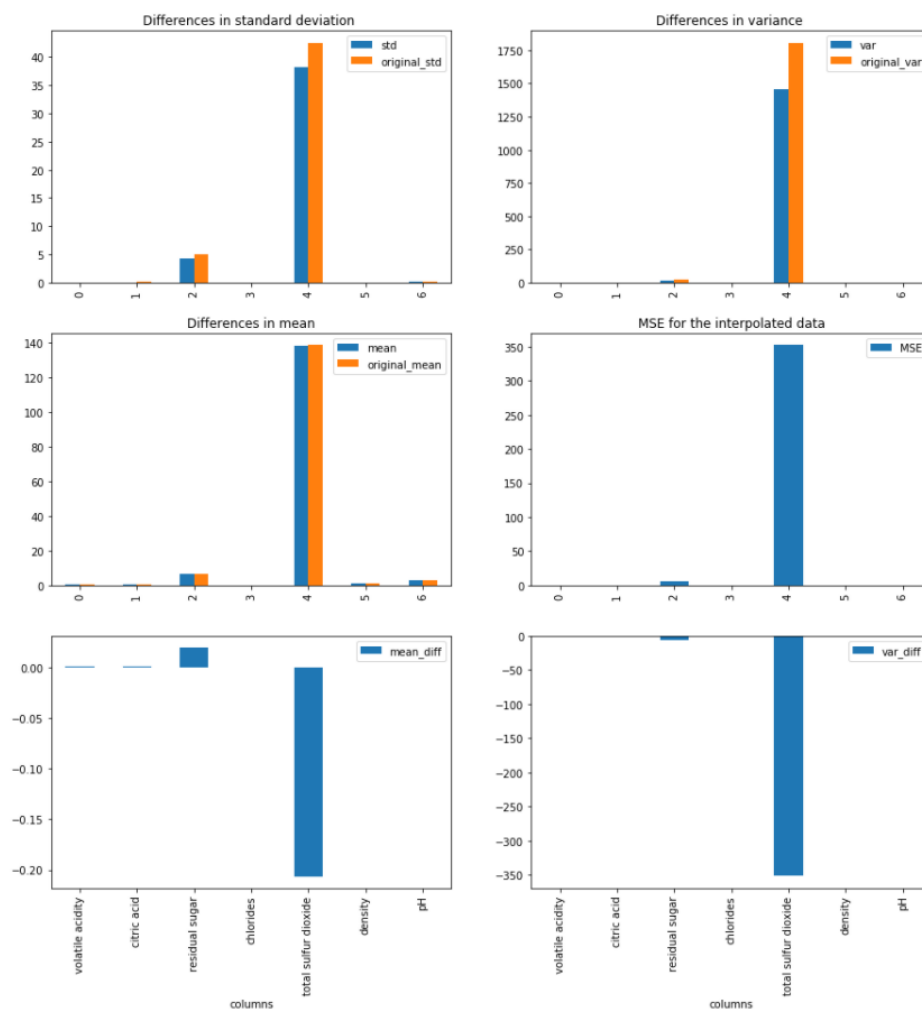 Differences in standard deviation
std
original_std
40
35
30
25
20
15
10
5
0
0 1 2 3 4 5 6
Differences in variance
var
original_var
1750
1500
1250
1000
750
500
250
0
0 1 2 3 4 5 6
Differences in mean
mean
original_mean
140
120
100
80
60
40
20
0
0 1 2 3 4 5 6
MSE for the interpolated data
MSE
350
300
250
200
150
100
50
0
0 1 2 3 4 5 6
mean_diff
0.00
−0.05
−0.10
−0.15
−0.20
volatile acidity
citric acid
residual sugar
chlorides
total sulfur dioxide
density
pH
columns
var_diff
0
−50
−100
−150
−200
−250
−300
−350
volatile acidity
citric acid
residual sugar
chlorides
total sulfur dioxide
density
pH
columns